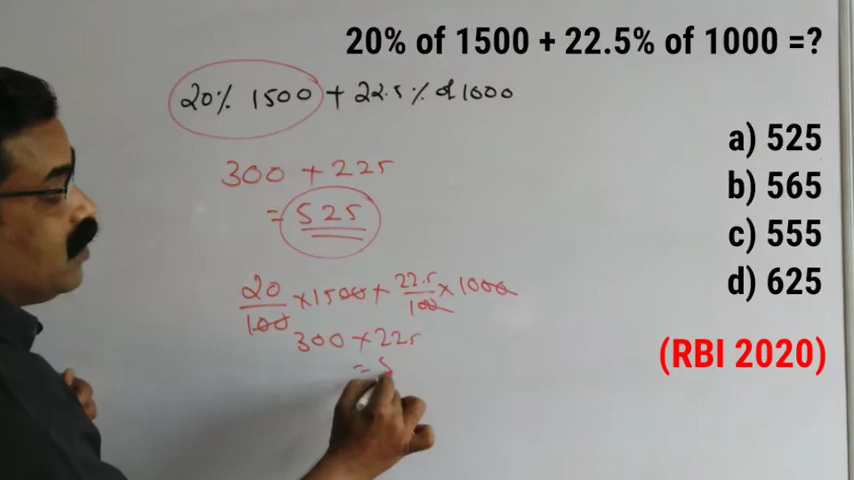 20% of 1500 + 22.5% of 1000 =?
20% 1500 + 22.5% of 1000
a) 525
b) 565
c) 555
d) 625
(RBI 2020)
300 + 225
= 525
20/100 × 1500 + 22.5/100 × 1000
300 + 225
= 5